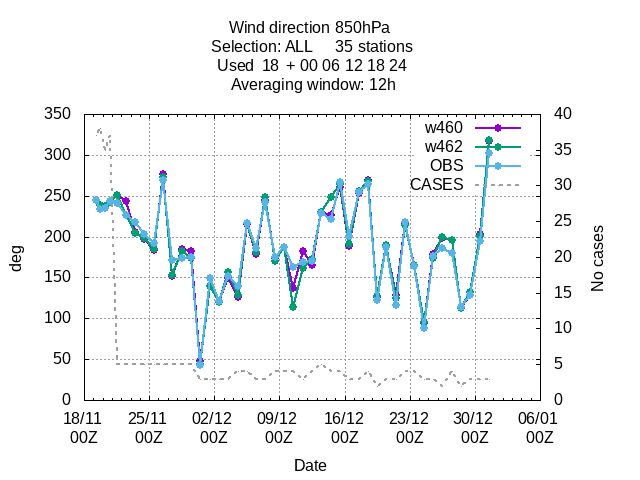 Wind direction 850hPa
Selection: ALL     35 stations
Used  18  + 00 06 12 18 24
Averaging window: 12h
350
300
250
200
150
100
50
0
deg
40
35
30
25
20
15
10
5
0
No cases
w460
w462
OBS
CASES
18/11 00Z
25/11 00Z
02/12 00Z
09/12 00Z
16/12 00Z
23/12 00Z
30/12 00Z
06/01 00Z
Date